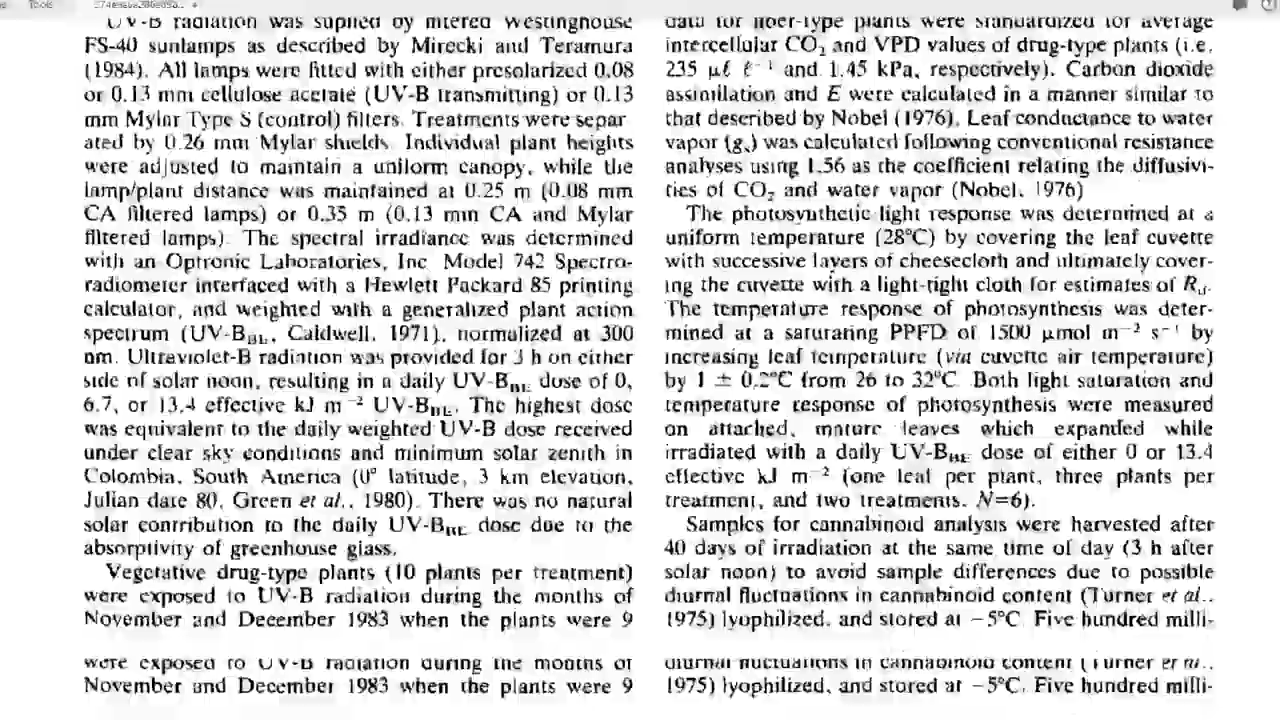 Tools
UV-B radiation was supplied by filtered Westinghouse
FS-40 sunlamps as described by Mirecki and Teramura
(1984). All lamps were fitted with either presolarized 0.08
or 0.13 mm cellulose acetate (UV-B transmitting) or 0.13
mm Mylar Type S (control) filters. Treatments were separ
ated by 0.26 mm Mylar shields. Individual plant heights
were adjusted to maintain a uniform canopy, while the
lamp/plant distance was maintained at 0.25 m (0.08 mm
CA filtered lamps) or 0.35 m (0.13 mm CA and Mylar
filtered lamps). The spectral irradiance was determined
with an Optronic Laboratories, Inc Model 742 Spectro-
radiometer interfaced with a Hewlett Packard 85 printing
calculator, and weighted with a generalized plant action
spectrum (UV-B_BE, Caldwell, 1971), normalized at 300
nm. Ultraviolet-B radiation was provided for 3 h on either
side of solar noon, resulting in a daily UV-B_BE dose of 0,
6.7, or 13.4 effective kJ m⁻² UV-B_BE. The highest dose
was equivalent to the daily weighted UV-B dose received
under clear sky conditions and minimum solar zenith in
Colombia, South America (0° latitude, 3 km elevation,
Julian date 80, Green et al., 1980). There was no natural
solar contribution to the daily UV-B_BE dose due to the
absorptivity of greenhouse glass.
Vegetative drug-type plants (10 plants per treatment)
were exposed to UV-B radiation during the months of
November and December 1983 when the plants were 9
were exposed to UV-B radiation during the months of
November and December 1983 when the plants were 9
data for fiber-type plants were standardized for average
intercellular CO₂ and VPD values of drug-type plants (i.e.
235 µℓ ℓ⁻¹ and 1.45 kPa, respectively). Carbon dioxide
assimilation and E were calculated in a manner similar to
that described by Nobel (1976). Leaf conductance to water
vapor (gₛ) was calculated following conventional resistance
analyses using 1.56 as the coefficient relating the diffusivi-
ties of CO₂ and water vapor (Nobel, 1976)
The photosynthetic light response was determined at a
uniform temperature (28°C) by covering the leaf cuvette
with successive layers of cheesecloth and ultimately cover-
ing the cuvette with a light-tight cloth for estimates of R_d.
The temperature response of photosynthesis was deter-
mined at a saturating PPFD of 1500 µmol m⁻² s⁻¹ by
increasing leaf temperature (via cuvette air temperature)
by 1 ± 0.2°C from 26 to 32°C. Both light saturation and
temperature response of photosynthesis were measured
on attached, mature leaves which expanded while
irradiated with a daily UV-B_BE dose of either 0 or 13.4
effective kJ m⁻² (one leaf per plant, three plants per
treatment, and two treatments, N=6).
Samples for cannabinoid analysis were harvested after
40 days of irradiation at the same time of day (3 h after
solar noon) to avoid sample differences due to possible
diurnal fluctuations in cannabinoid content (Turner et al.,
1975) lyophilized, and stored at −5°C. Five hundred milli-
diurnal fluctuations in cannabinoid content (Turner et al.,
1975) lyophilized, and stored at −5°C. Five hundred milli-